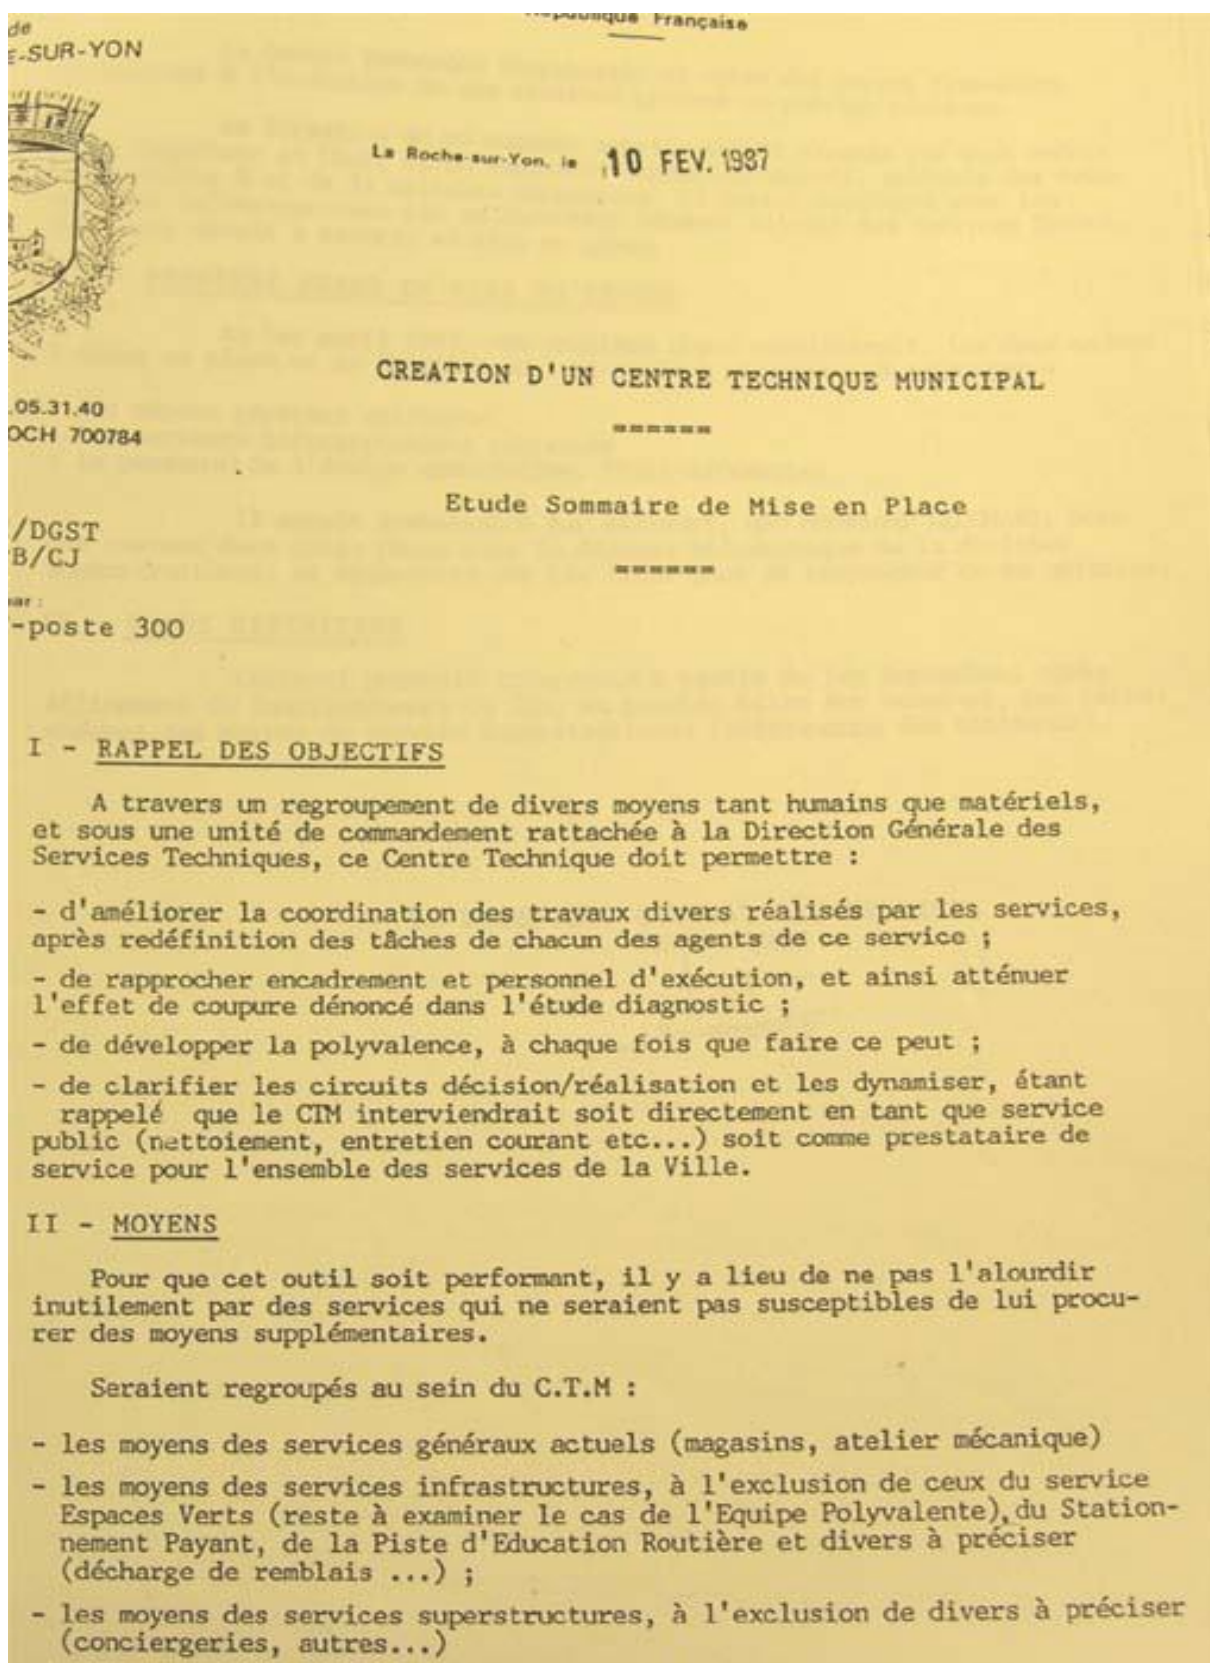 de
République Française
E-SUR-YON
La Roche-sur-Yon, le 10 FEV. 1987
CREATION D'UN CENTRE TECHNIQUE MUNICIPAL
.05.31.40
OCH 700784
======
Etude Sommaire de Mise en Place
/DGST
B/CJ
======
par :
-poste 300
I - RAPPEL DES OBJECTIFS
A travers un regroupement de divers moyens tant humains que matériels,
et sous une unité de commandement rattachée à la Direction Générale des
Services Techniques, ce Centre Technique doit permettre :
- d'améliorer la coordination des travaux divers réalisés par les services,
après redéfinition des tâches de chacun des agents de ce service ;
- de rapprocher encadrement et personnel d'exécution, et ainsi atténuer
l'effet de coupure dénoncé dans l'étude diagnostic ;
- de développer la polyvalence, à chaque fois que faire ce peut ;
- de clarifier les circuits décision/réalisation et les dynamiser, étant
rappelé que le CTM interviendrait soit directement en tant que service
public (nettoiement, entretien courant etc...) soit comme prestataire de
service pour l'ensemble des services de la Ville.
II - MOYENS
Pour que cet outil soit performant, il y a lieu de ne pas l'alourdir
inutilement par des services qui ne seraient pas susceptibles de lui procu-
rer des moyens supplémentaires.
Seraient regroupés au sein du C.T.M :
- les moyens des services généraux actuels (magasins, atelier mécanique)
- les moyens des services infrastructures, à l'exclusion de ceux du service
Espaces Verts (reste à examiner le cas de l'Equipe Polyvalente), du Station-
nement Payant, de la Piste d'Education Routière et divers à préciser
(décharge de remblais ...) ;
- les moyens des services superstructures, à l'exclusion de divers à préciser
(conciergeries, autres...)